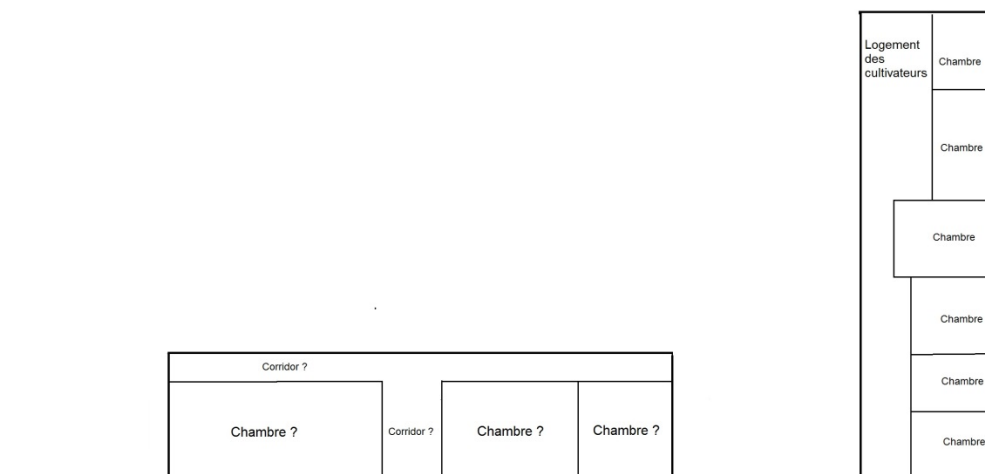 Logement
des
cultivateurs
Chambre
Chambre
Chambre
Chambre
Chambre
Chambre
Corridor ?
Chambre ?
Corridor ?
Chambre ?
Chambre ?